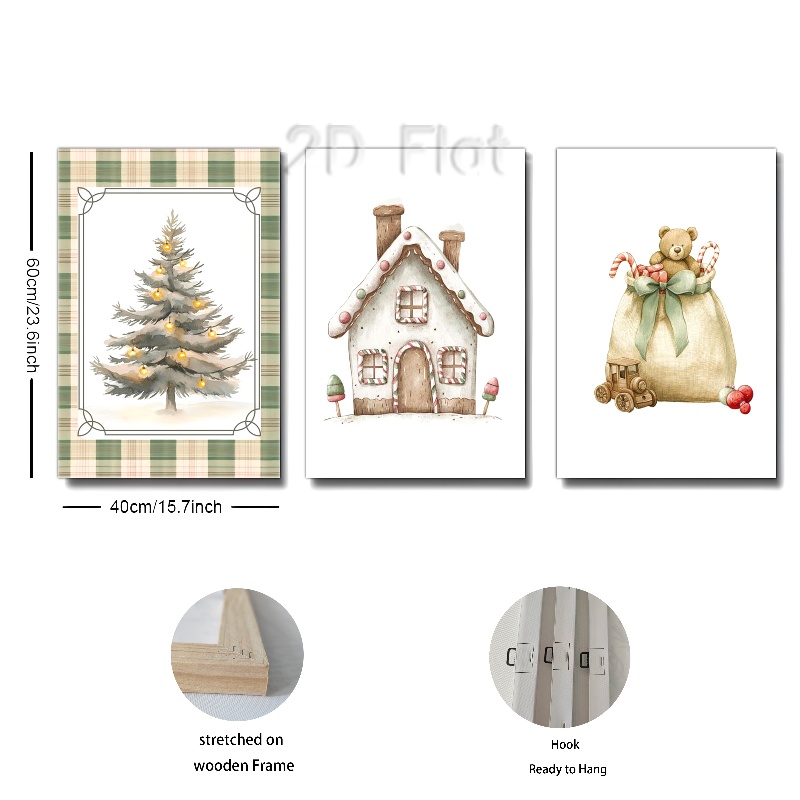 2D Flat
60cm/23.6inch
40cm/15.7inch
stretched on
wooden Frame
Hook
Ready to Hang